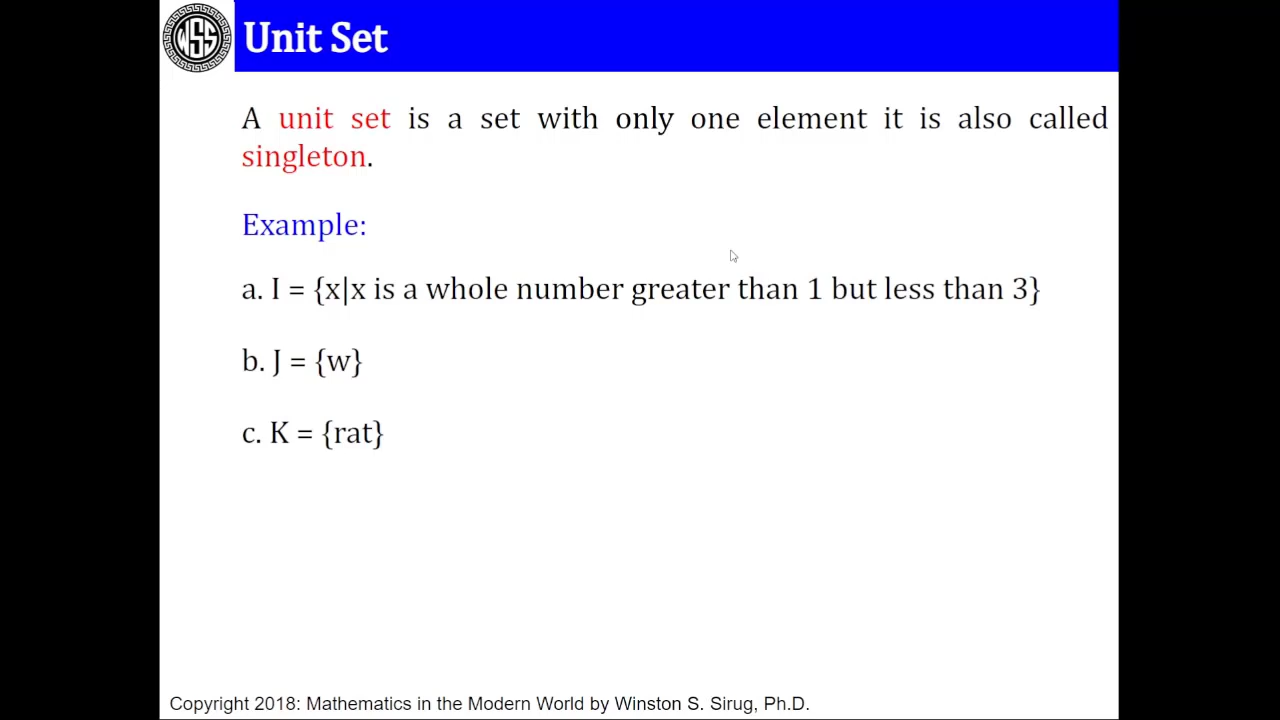 WSS
Unit Set
A unit set is a set with only one element it is also called
singleton.
Example:
a. I = {x|x is a whole number greater than 1 but less than 3}
b. J = {w}
c. K = {rat}
Copyright 2018: Mathematics in the Modern World by Winston S. Sirug, Ph.D.